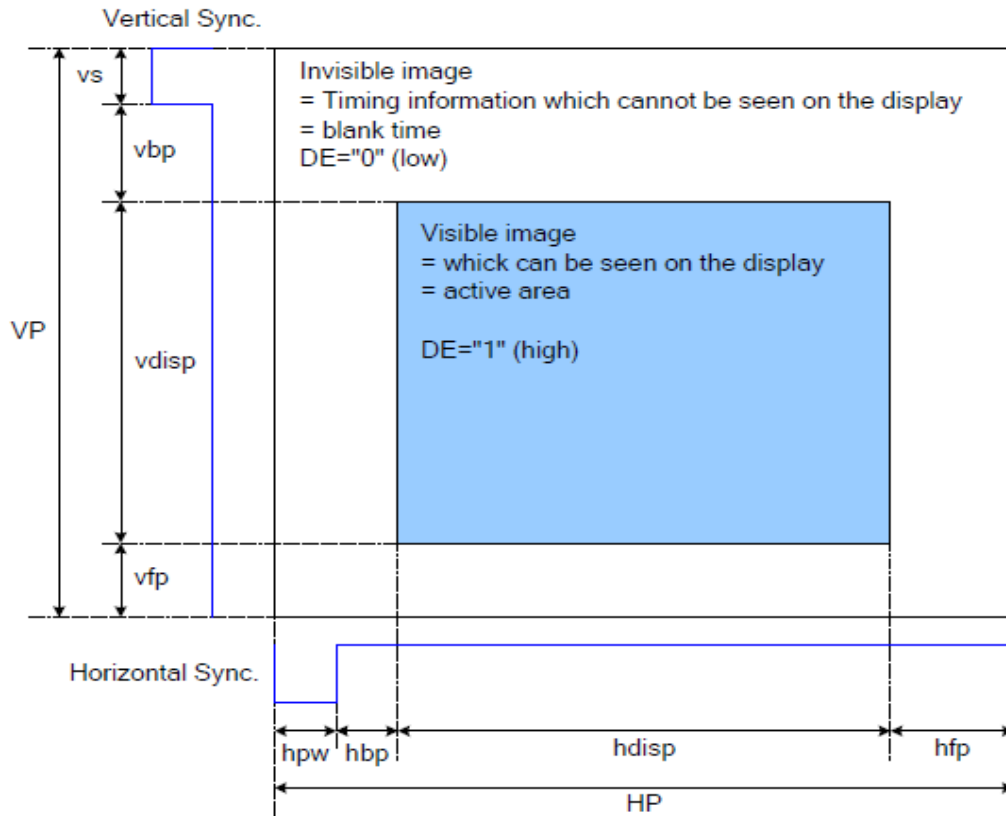 Vertical Sync.
vs
Invisible image
= Timing information which cannot be seen on the display
= blank time
DE="0" (low)
vbp
Visible image
= whick can be seen on the display
= active area
DE="1" (high)
VP
vdisp
vfp
Horizontal Sync.
hpw
hbp
hdisp
hfp
HP